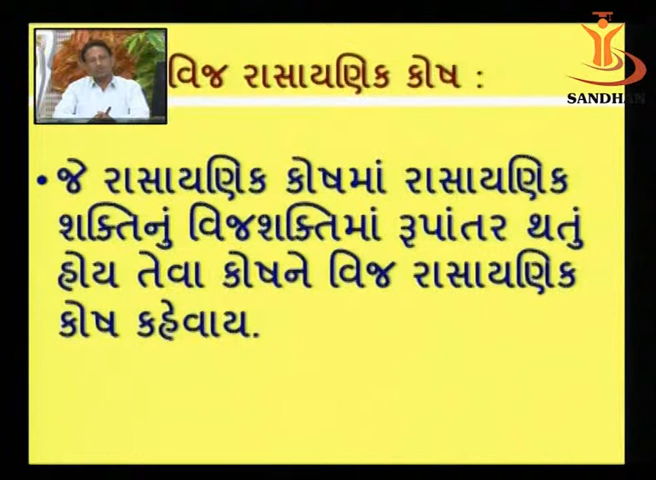 વિજ રાસાયણિક કોષ :
SANDHAN
• જે રાસાયણિક કોષમાં રાસાયણિક
શક્તિનું વિજશક્તિમાં રૂપાંતર થતું
હોય તેવા કોષને વિજ રાસાયણિક
કોષ કહેવાય.